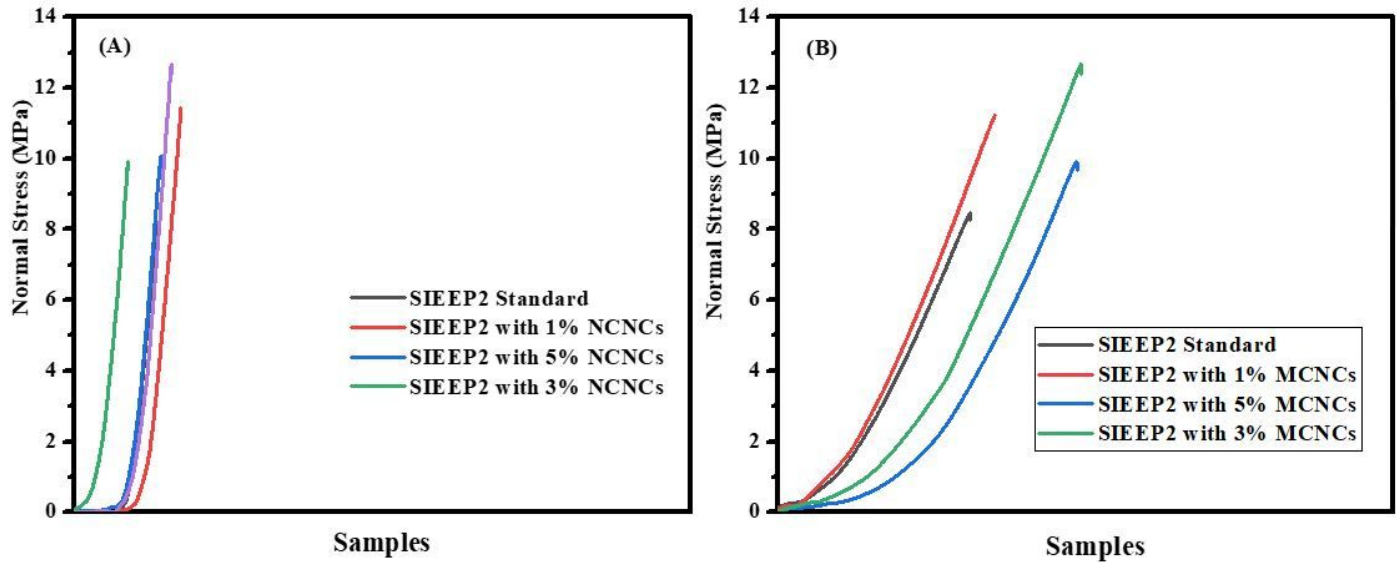 (A)
14
12
10
8
6
4
2
0
Normal Stress (MPa)
SIEEP2 Standard
SIEEP2 with 1% NCNCs
SIEEP2 with 5% NCNCs
SIEEP2 with 3% NCNCs
Samples
(B)
14
12
10
8
6
4
2
0
Normal Stress (MPa)
SIEEP2 Standard
SIEEP2 with 1% MCNCs
SIEEP2 with 5% MCNCs
SIEEP2 with 3% MCNCs
Samples